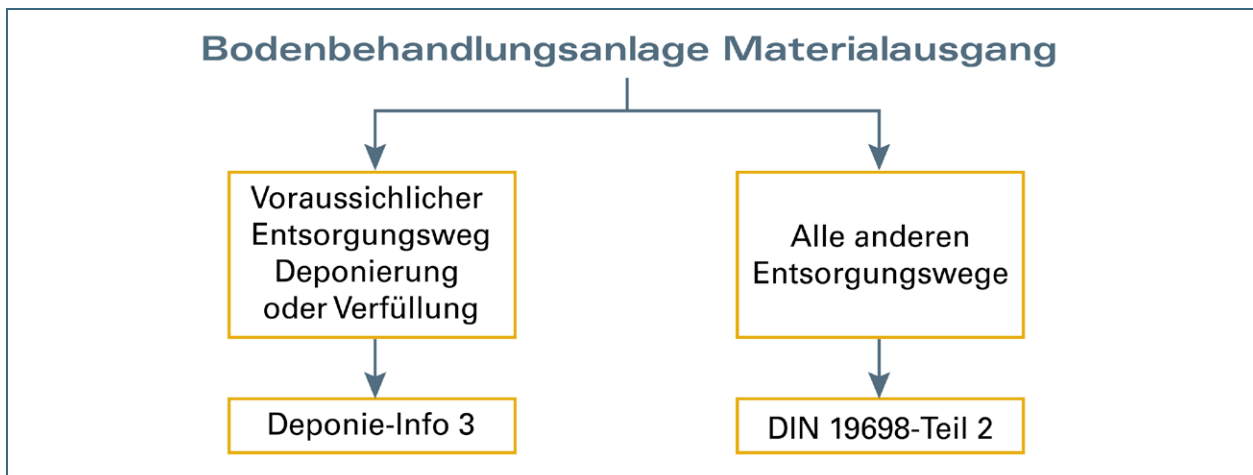 Bodenbehandlungsanlage Materialausgang
Voraussichlicher
Entsorgungsweg
Deponierung
oder Verfüllung
Alle anderen
Entsorgungswege
Deponie-Info 3
DIN 19698-Teil 2